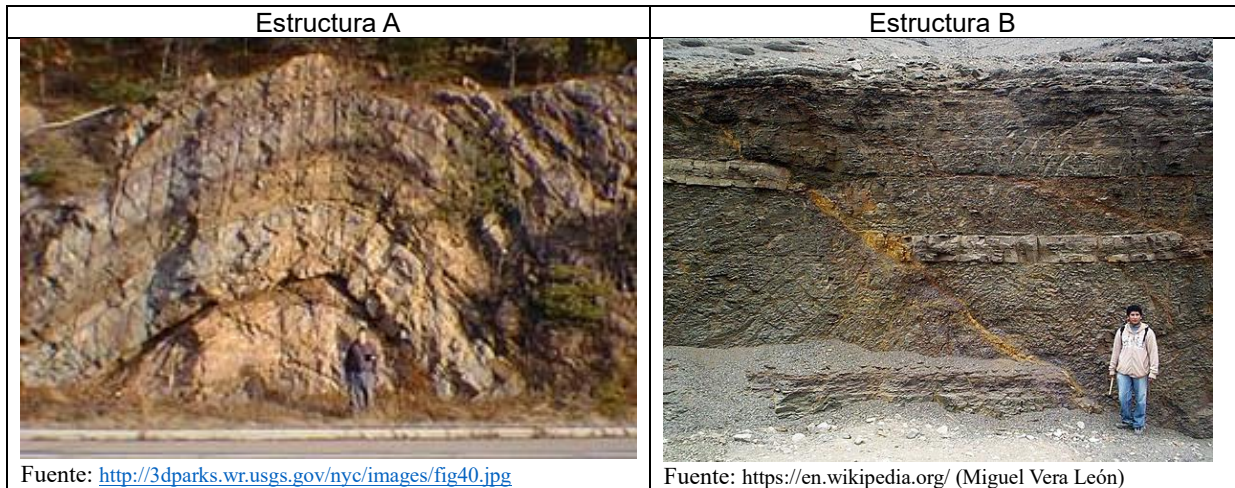 Estructura A
Estructura B
Fuente: http://3dparks.wr.usgs.gov/nyc/images/fig40.jpg
Fuente: https://en.wikipedia.org/ (Miguel Vera León)